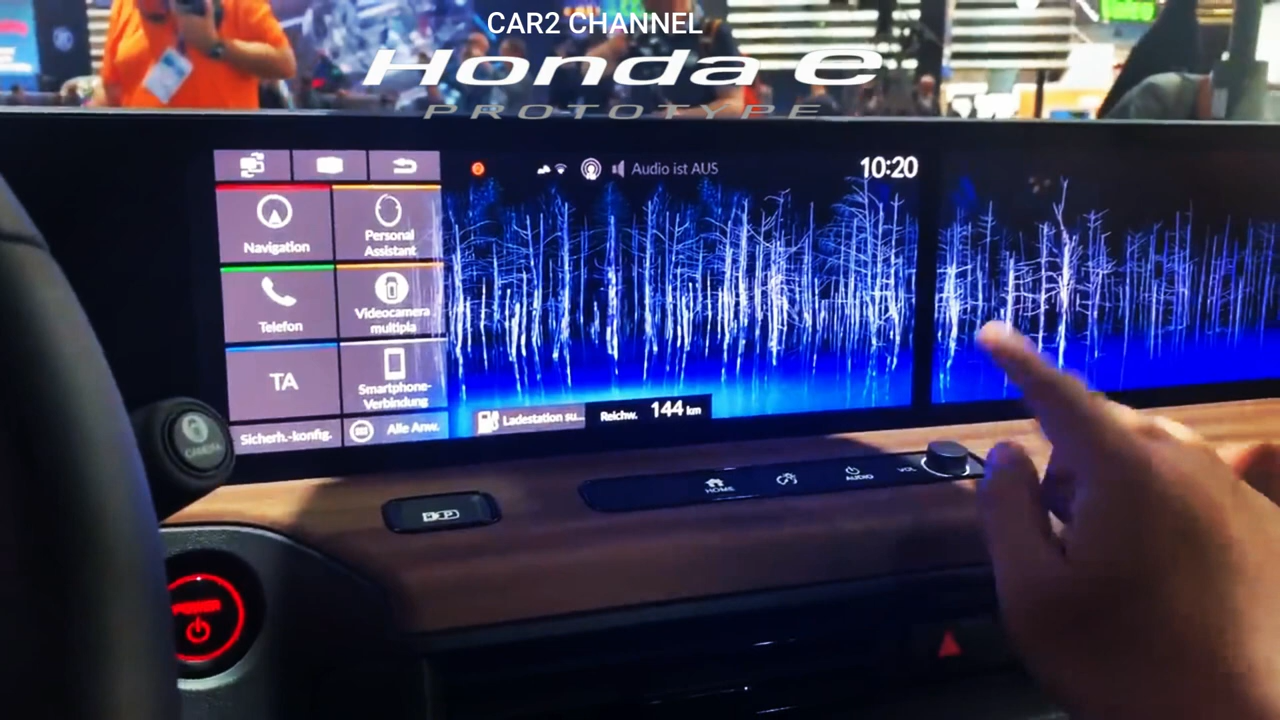 CAR2 CHANNEL
Honda e
PROTOTYPE
Audio ist AUS
10:20
Navigation
Personal
Assistant
Telefon
Videocamera
multipla
TA
Smartphone-
Verbindung
Sicherh.-konfig.
Alle Anw.
Ladestation su...
Reichw. 144 km
CAMERA
HOME
AUDIO
VOL
P